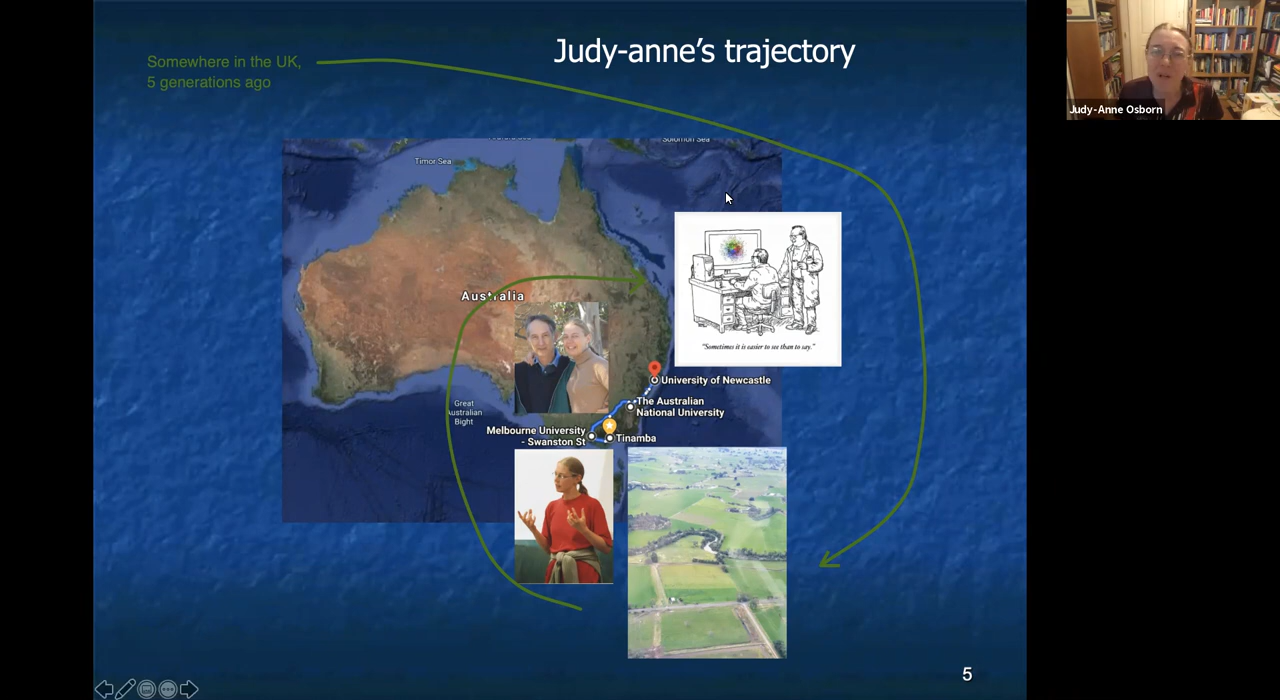 Judy-anne's trajectory
Somewhere in the UK,
5 generations ago
Judy-Anne Osborn
Solomon Sea
Timor Sea
Australia
"Sometimes it is easier to see than to say."
University of Newcastle
The Australian
National University
Great
Australian
Bight
Melbourne University
- Swanston St
Tinamba
5